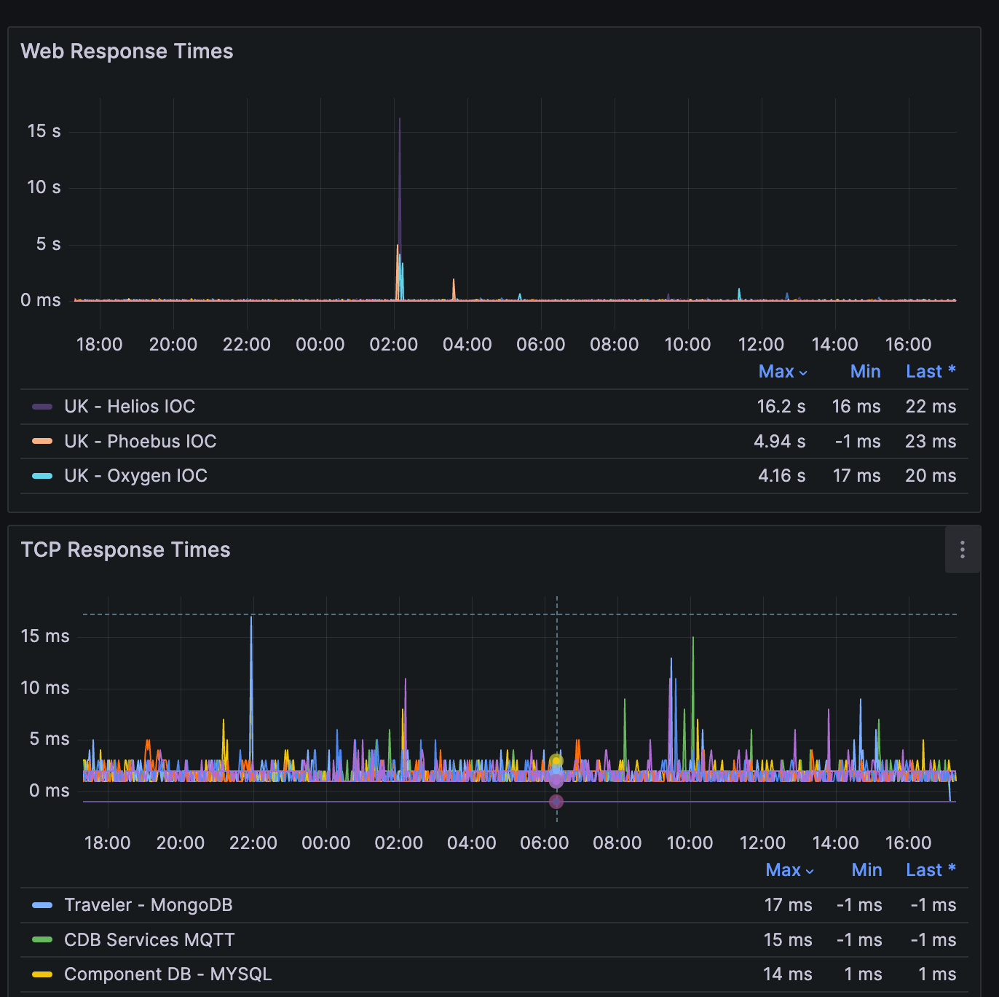 Web Response Times
15 s
10 s
5 s
0 ms
18:00 20:00 22:00 00:00 02:00 04:00 06:00 08:00 10:00 12:00 14:00 16:00
Max Min Last *
UK - Helios IOC 16.2 s 16 ms 22 ms
UK - Phoebus IOC 4.94 s -1 ms 23 ms
UK - Oxygen IOC 4.16 s 17 ms 20 ms
TCP Response Times
15 ms
10 ms
5 ms
0 ms
18:00 20:00 22:00 00:00 02:00 04:00 06:00 08:00 10:00 12:00 14:00 16:00
Max Min Last *
Traveler - MongoDB 17 ms -1 ms -1 ms
CDB Services MQTT 15 ms -1 ms -1 ms
Component DB - MYSQL 14 ms 1 ms 1 ms